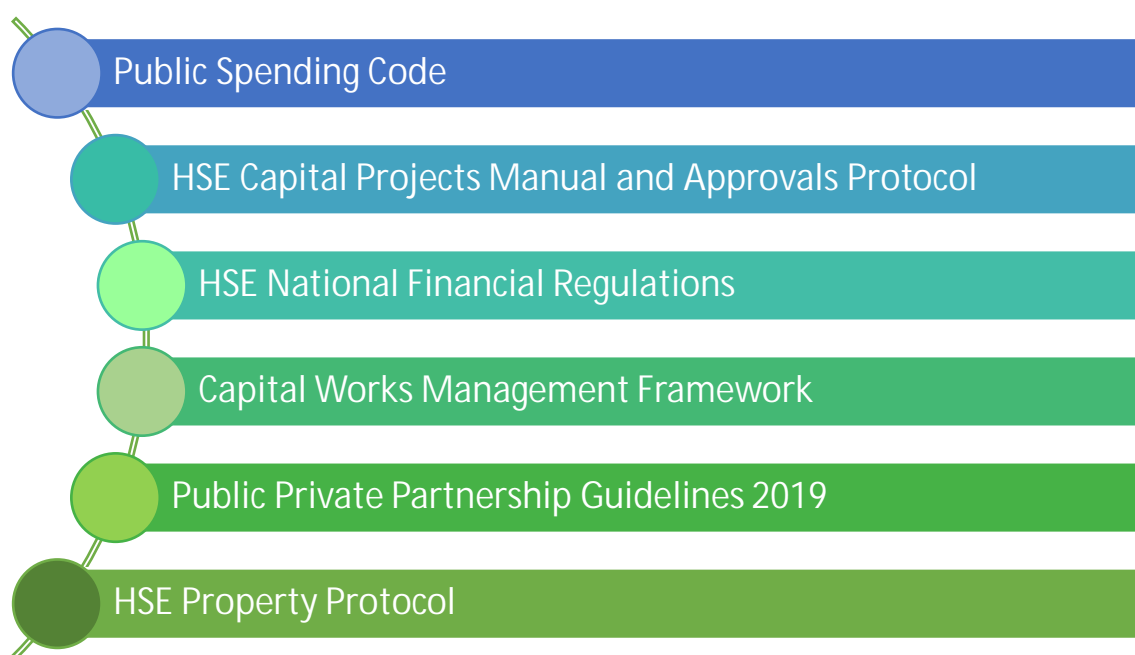 Public Spending Code
HSE Capital Projects Manual and Approvals Protocol
HSE National Financial Regulations
Capital Works Management Framework
Public Private Partnership Guidelines 2019
HSE Property Protocol